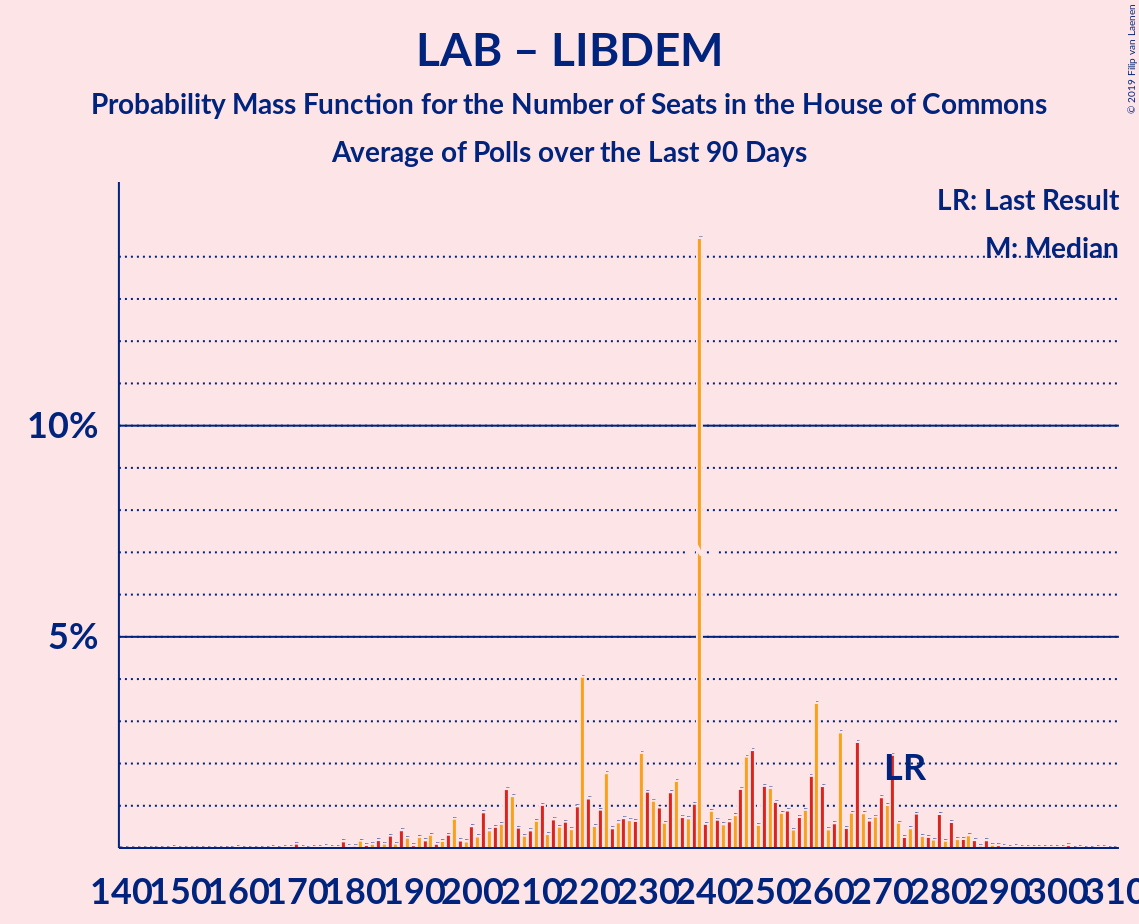 LAB – LIBDEM
Probability Mass Function for the Number of Seats in the House of Commons
Average of Polls over the Last 90 Days
© 2019 Filip van Laenen
LR: Last Result
M: Median
10%
5%
LR
140 150 160 170 180 190 200 210 220 230 240 250 260 270 280 290 300 310